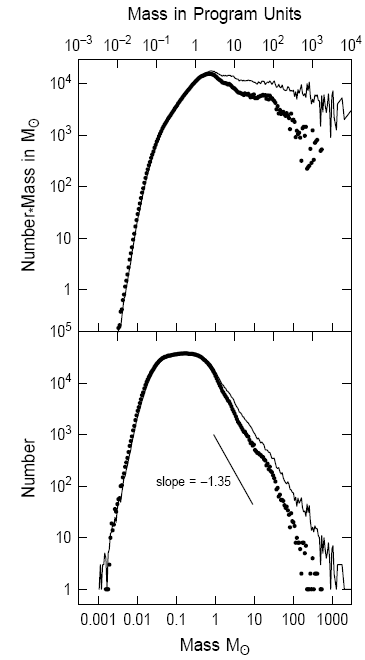 Mass in Program Units
10⁻³ 10⁻² 10⁻¹ 1 10 10² 10³ 10⁴
Number*Mass in M⊙
10⁴
10³
10²
10
1
10⁵
Number
10⁴
10³
10²
10
1
slope = −1.35
0.001 0.01 0.1 1 10 100 1000
Mass M⊙